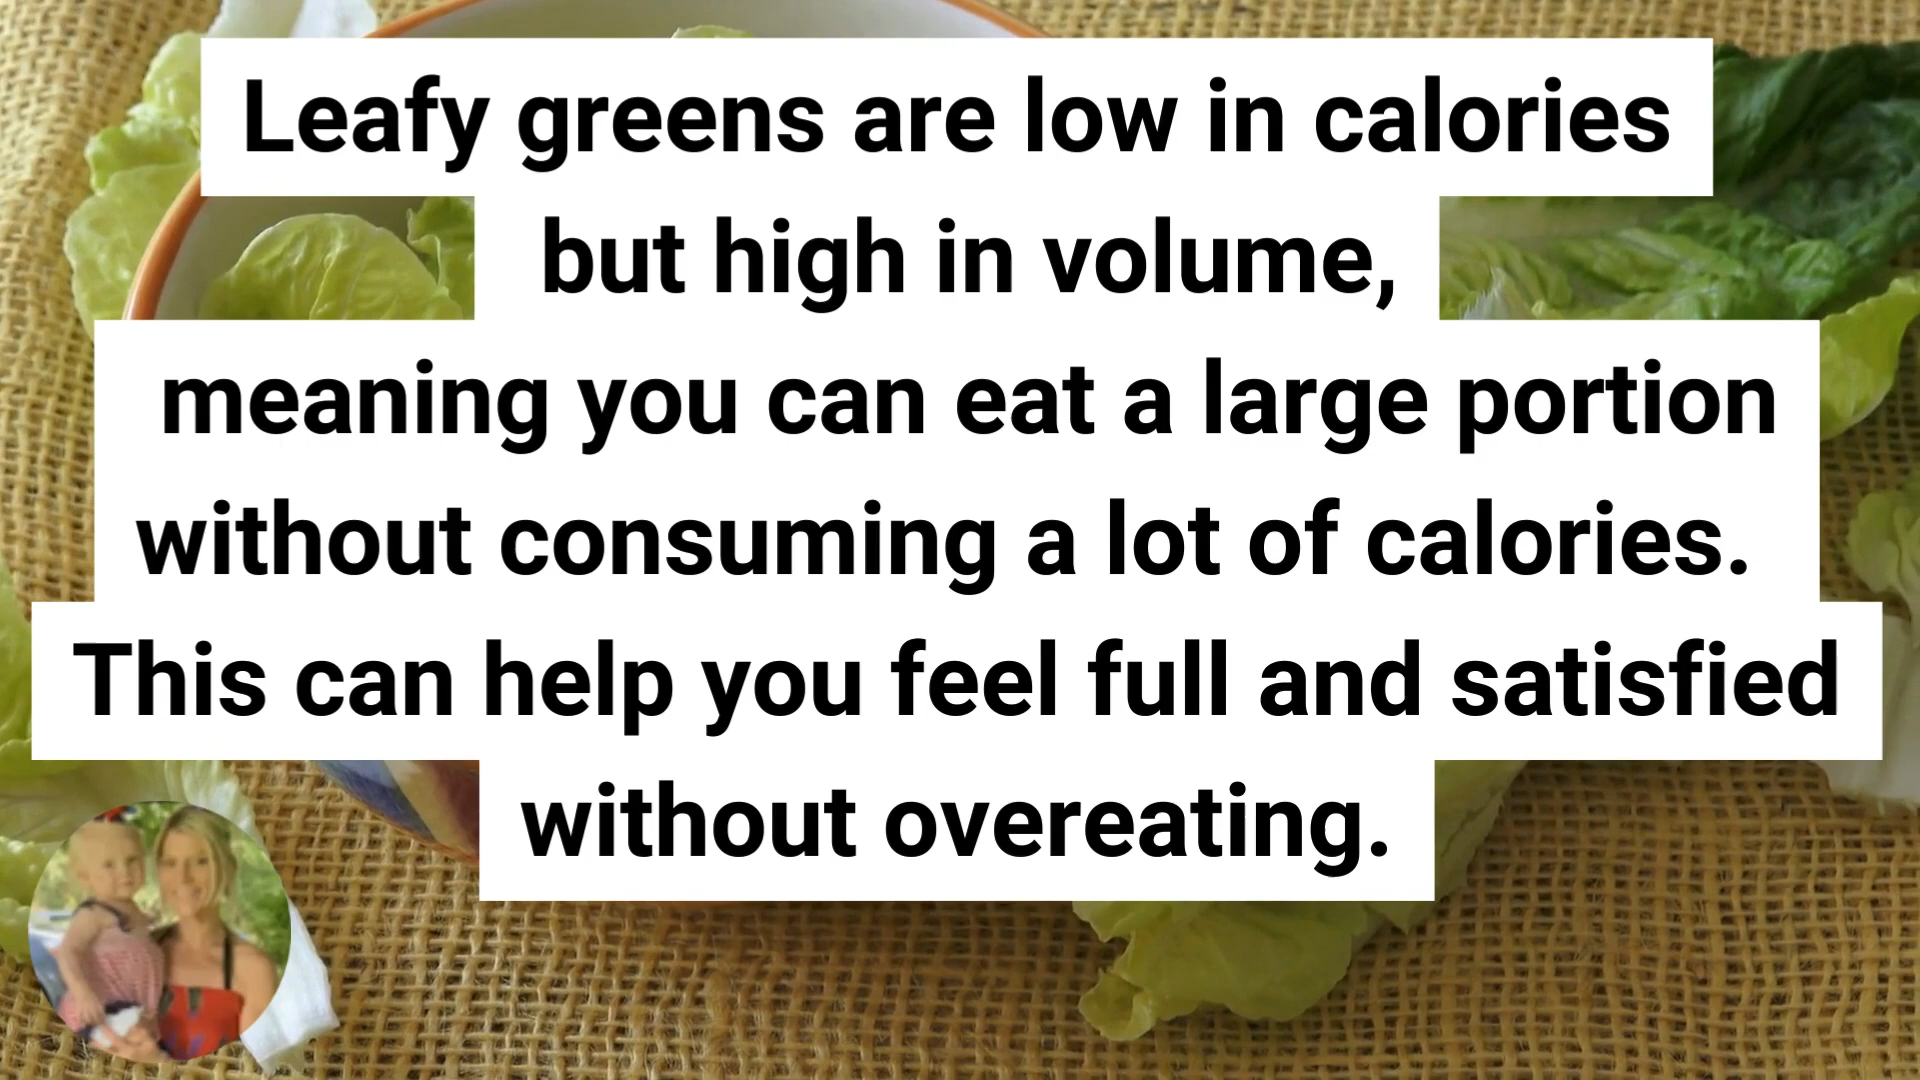 Leafy greens are low in calories
but high in volume,
meaning you can eat a large portion
without consuming a lot of calories.
This can help you feel full and satisfied
without overeating.